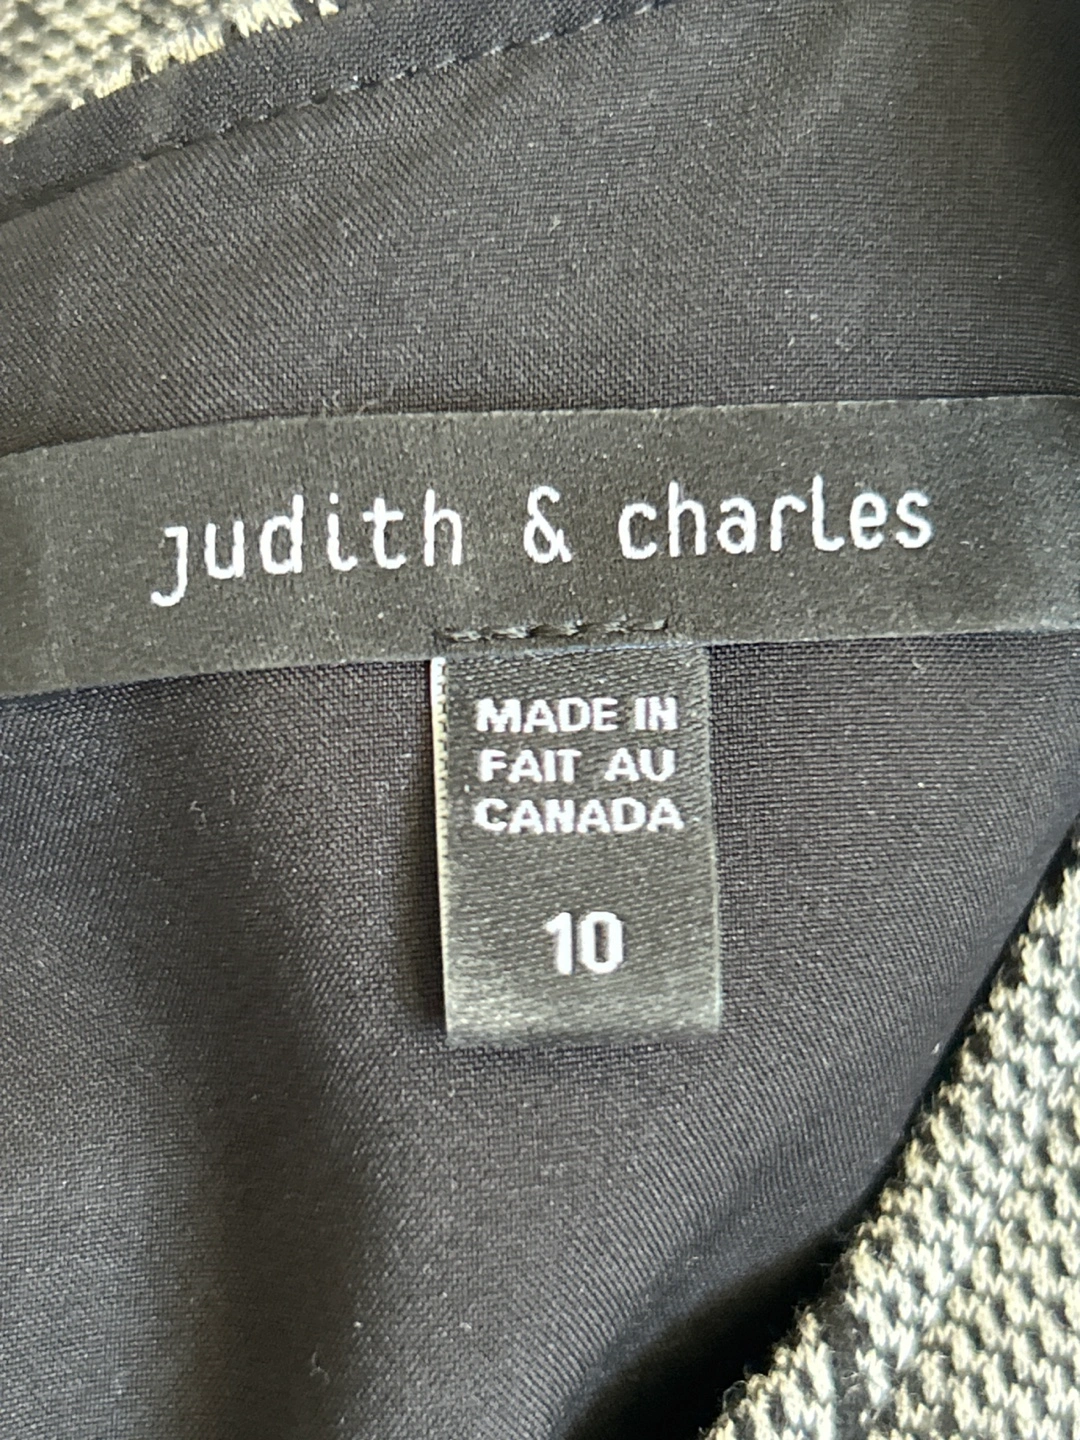 judith & charles
MADE IN
FAIT AU
CANADA
10